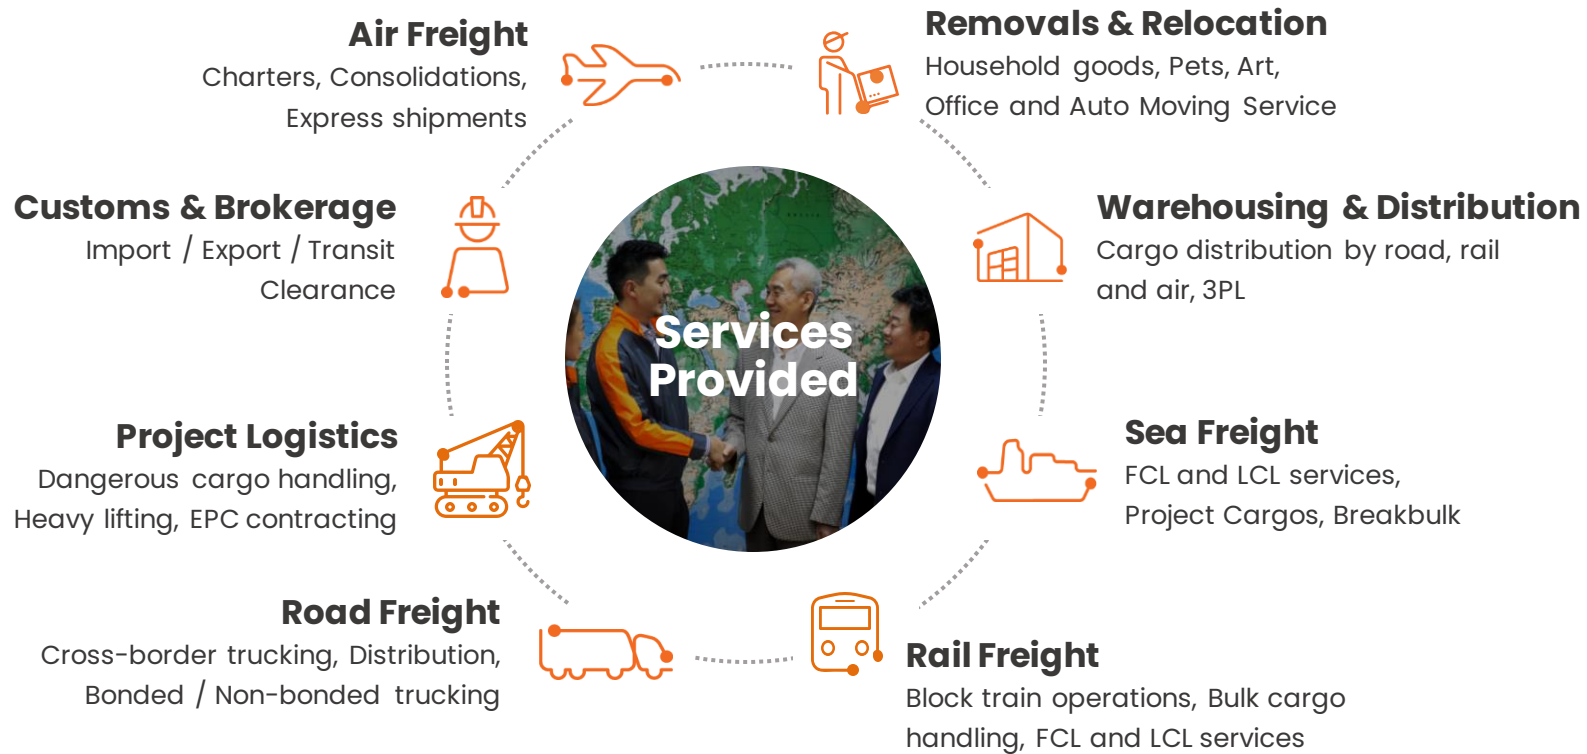 Air Freight
Charters, Consolidations,
Express shipments
Removals & Relocation
Household goods, Pets, Art,
Office and Auto Moving Service
Customs & Brokerage
Import / Export / Transit
Clearance
Warehousing & Distribution
Cargo distribution by road, rail
and air, 3PL
Services
Provided
Project Logistics
Dangerous cargo handling,
Heavy lifting, EPC contracting
Sea Freight
FCL and LCL services,
Project Cargos, Breakbulk
Road Freight
Cross-border trucking, Distribution,
Bonded / Non-bonded trucking
Rail Freight
Block train operations, Bulk cargo
handling, FCL and LCL services